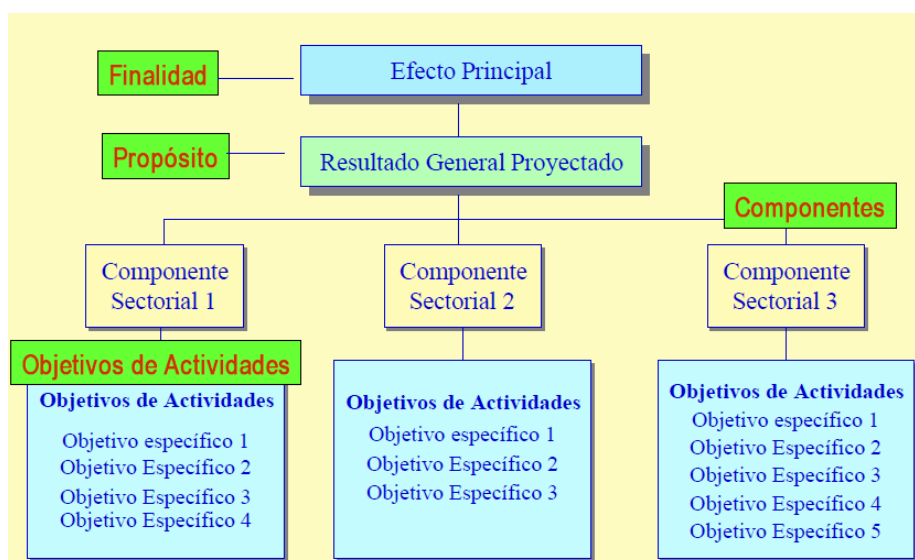 Finalidad
Efecto Principal
Propósito
Resultado General Proyectado
Componentes
Componente
Sectorial 1
Componente
Sectorial 2
Componente
Sectorial 3
Objetivos de Actividades
Objetivos de Actividades
Objetivo específico 1
Objetivo Específico 2
Objetivo Específico 3
Objetivo Específico 4
Objetivos de Actividades
Objetivo específico 1
Objetivo Específico 2
Objetivo Específico 3
Objetivos de Actividades
Objetivo específico 1
Objetivo Específico 2
Objetivo Específico 3
Objetivo Específico 4
Objetivo Específico 5